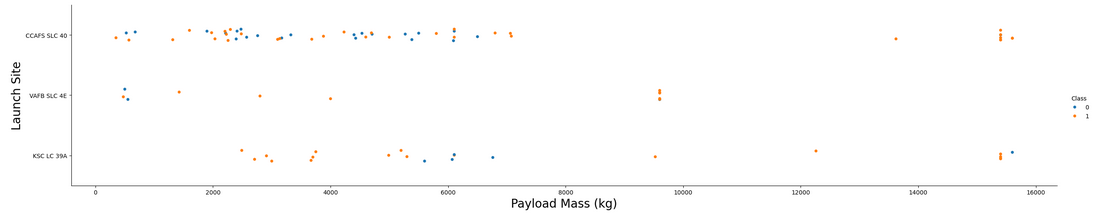 CCAFS SLC 40
VAFB SLC 4E
KSC LC 39A
Launch Site
0 2000 4000 6000 8000 10000 12000 14000 16000
Payload Mass (kg)
Class
0
1